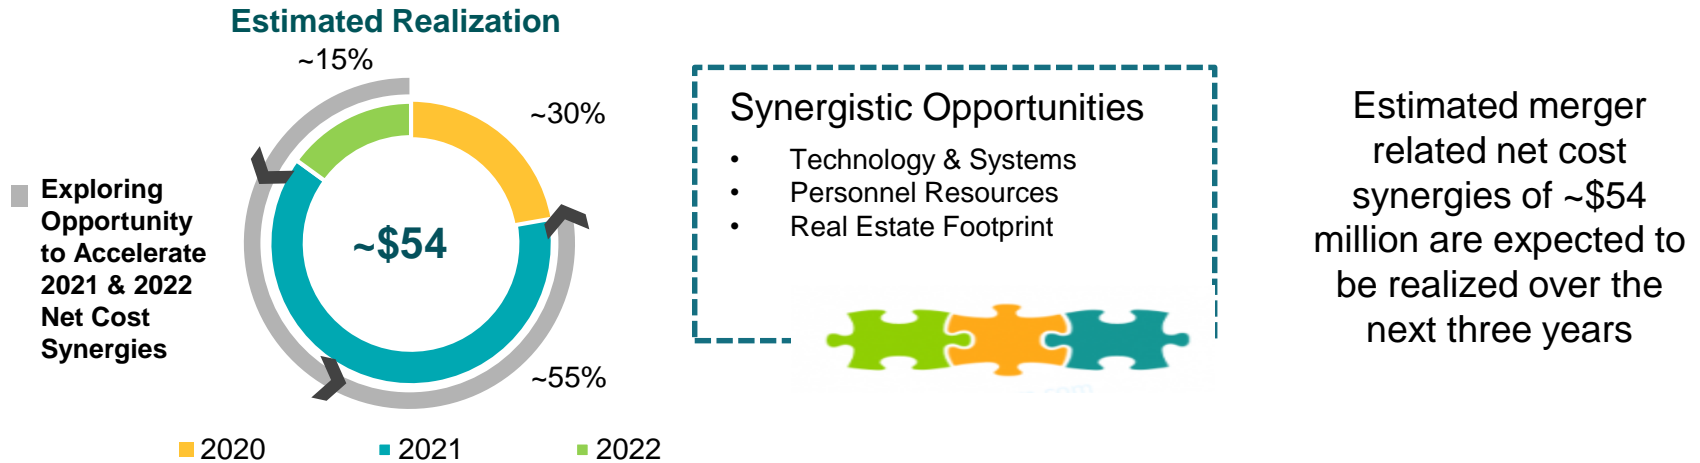 Estimated Realization
~15%
~30%
Exploring
Opportunity
to Accelerate
2021 & 2022
Net Cost
Synergies
~$54
~55%
2020
2021
2022
Synergistic Opportunities
• Technology & Systems
• Personnel Resources
• Real Estate Footprint
Estimated merger
related net cost
synergies of ~$54
million are expected to
be realized over the
next three years